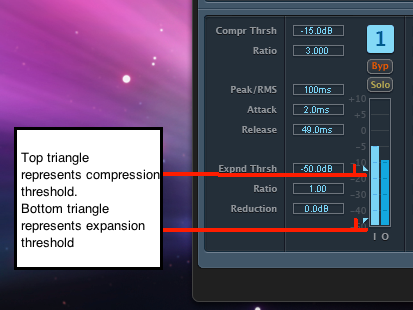 Compr Thrsh -15.0dB
Ratio 3.000
1
Byp
Solo
Peak/RMS 100ms
Attack 2.0ms
Release 49.0ms
+10
0
-10
-20
-30
-40
Expnd Thrsh -50.0dB
Ratio 1.00
Reduction 0.0dB
I O
Top triangle
represents compression
threshold.
Bottom triangle
represents expansion
threshold